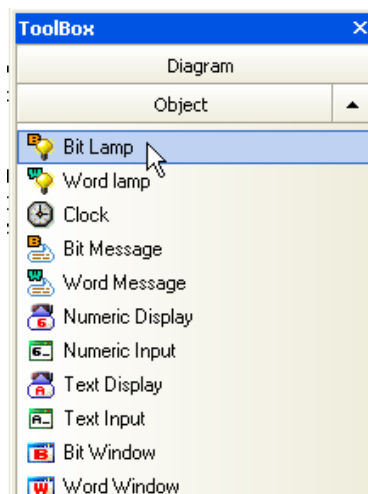 ToolBox
Diagram
Object
Bit Lamp
Word lamp
Clock
Bit Message
Word Message
Numeric Display
Numeric Input
Text Display
Text Input
Bit Window
Word Window